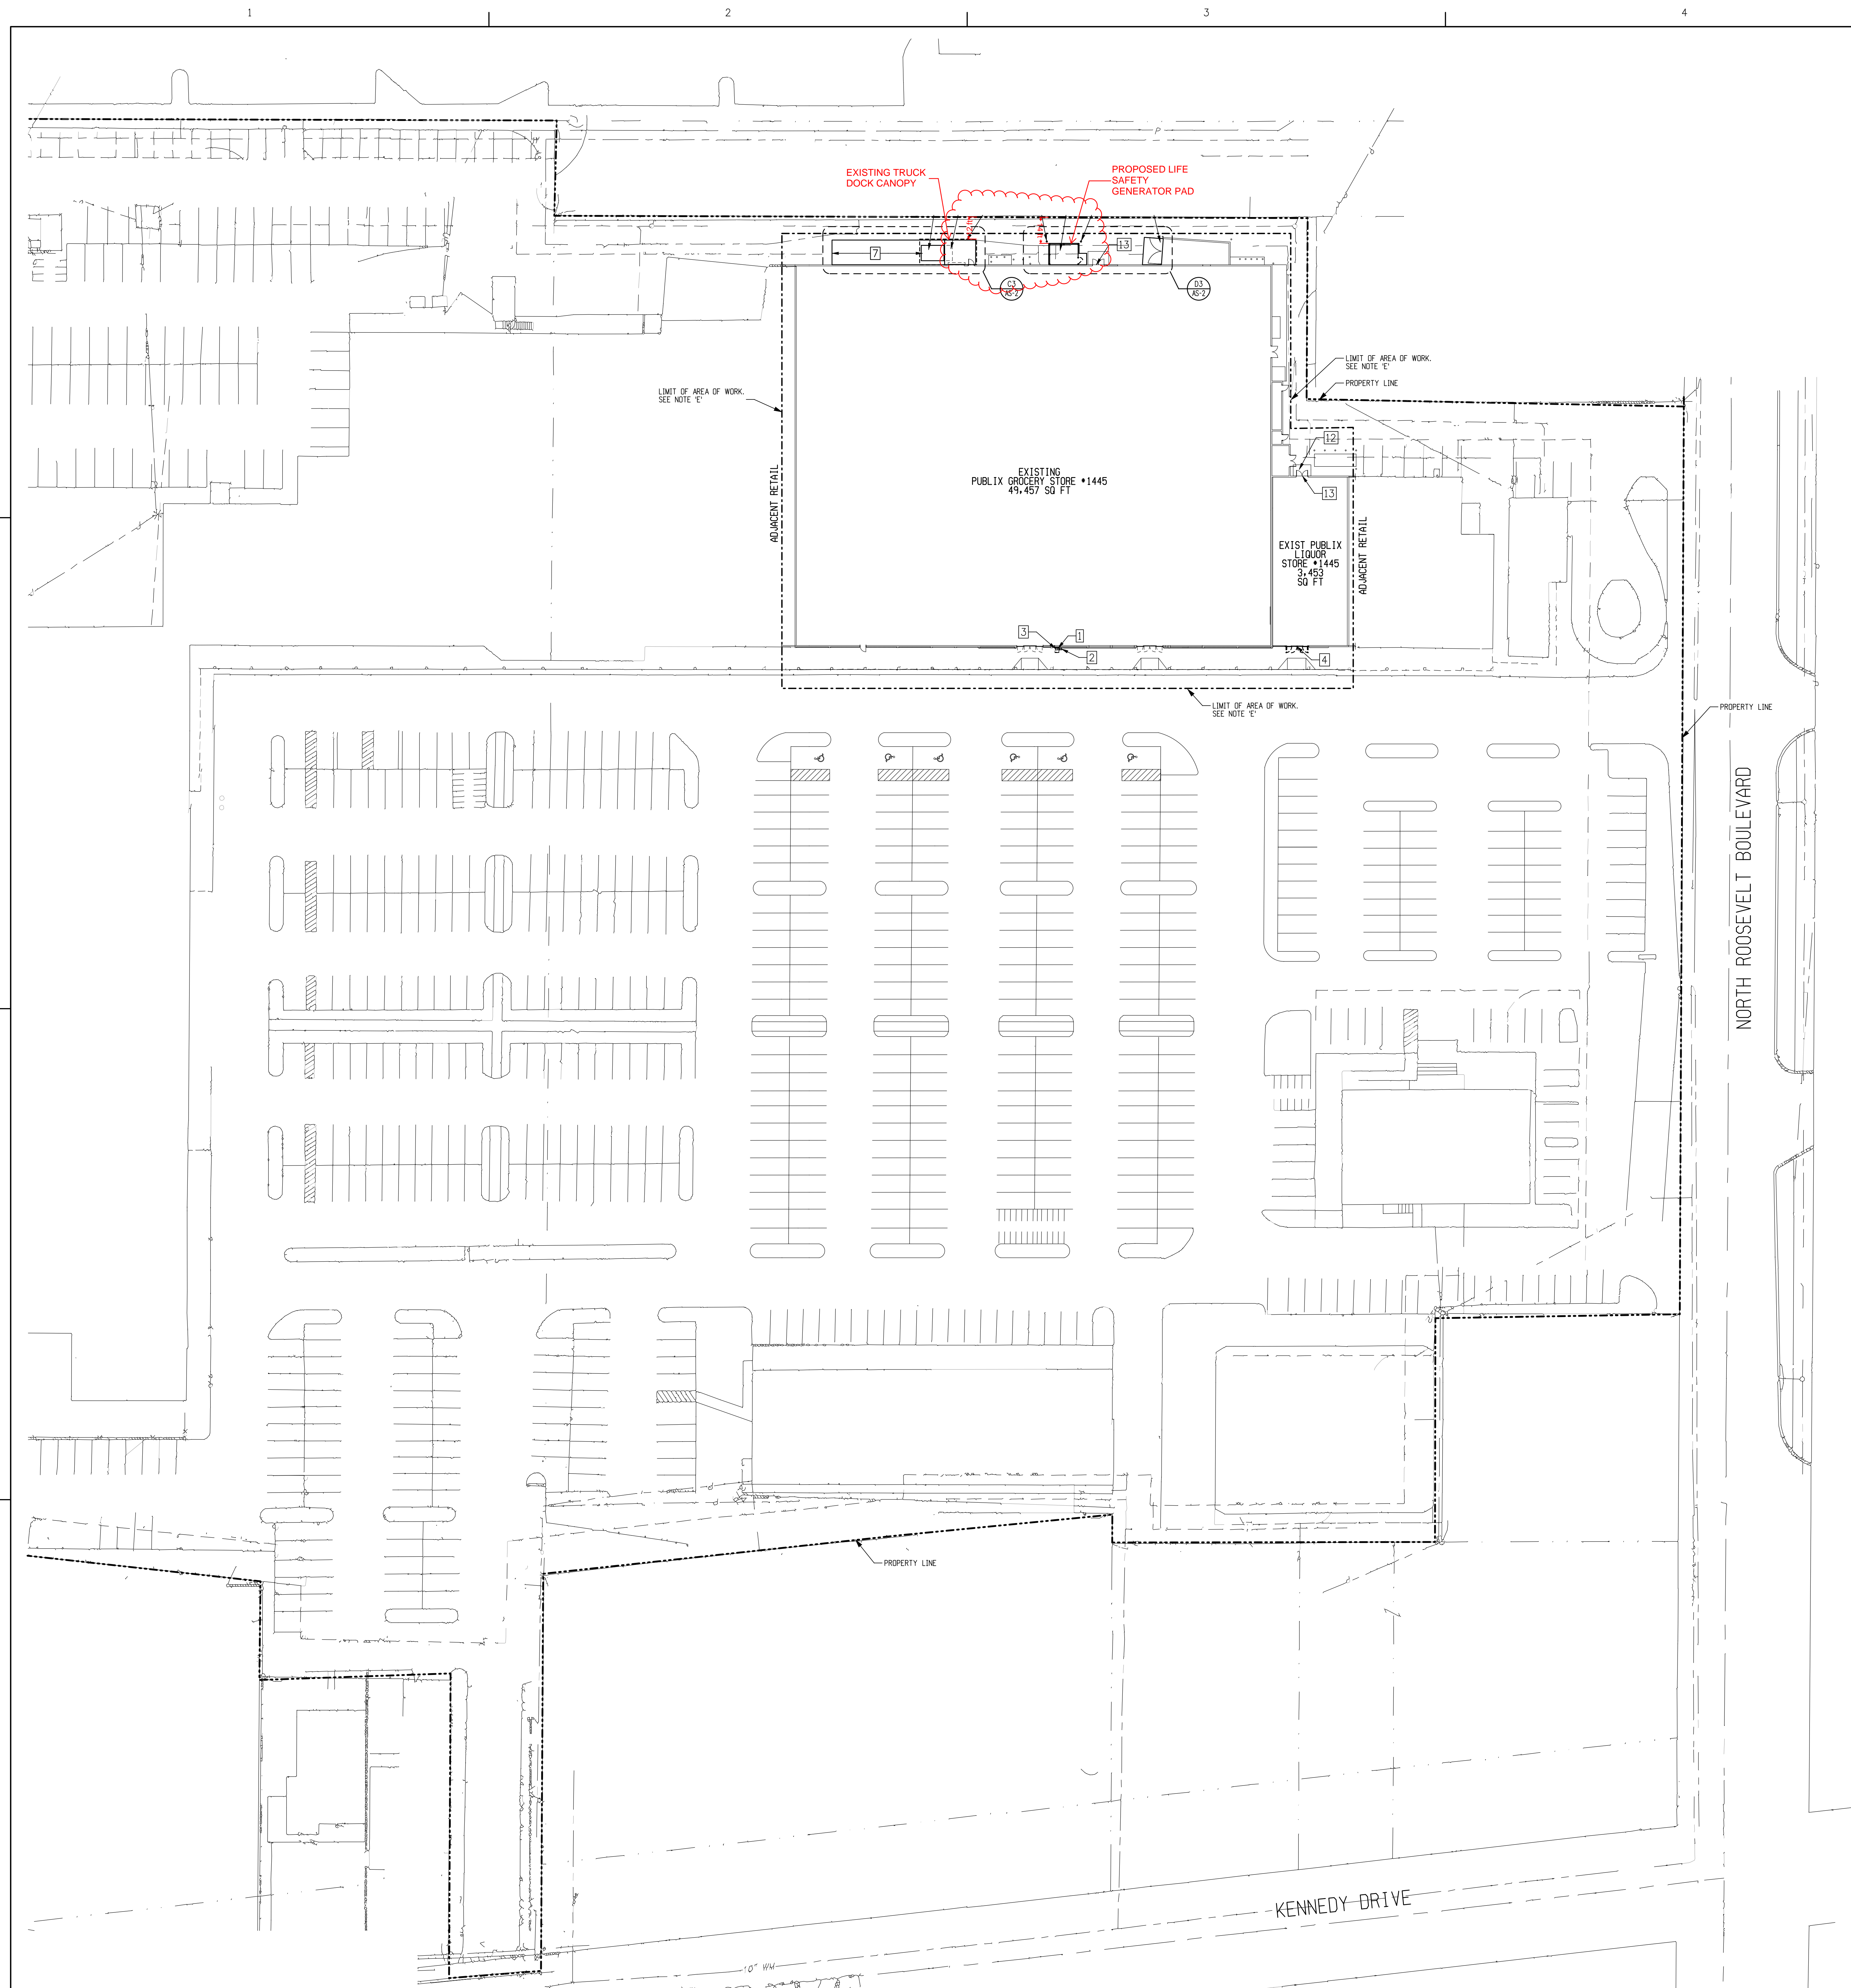 1
2
3
4
EXISTING TRUCK
DOCK CANOPY
PROPOSED LIFE
SAFETY
GENERATOR PAD
7
13
C3
AS-2
D3
AS-2
LIMIT OF AREA OF WORK.
SEE NOTE 'E'
PROPERTY LINE
LIMIT OF AREA OF WORK.
SEE NOTE 'E'
12
13
ADJACENT RETAIL
EXISTING
PUBLIX GROCERY STORE #1445
49,457 SQ FT
EXIST PUBLIX
LIQUOR
STORE #1445
3,453
SQ FT
ADJACENT RETAIL
3
1
2
4
LIMIT OF AREA OF WORK.
SEE NOTE 'E'
PROPERTY LINE
NORTH ROOSEVELT BOULEVARD
PROPERTY LINE
KENNEDY DRIVE
10" WM